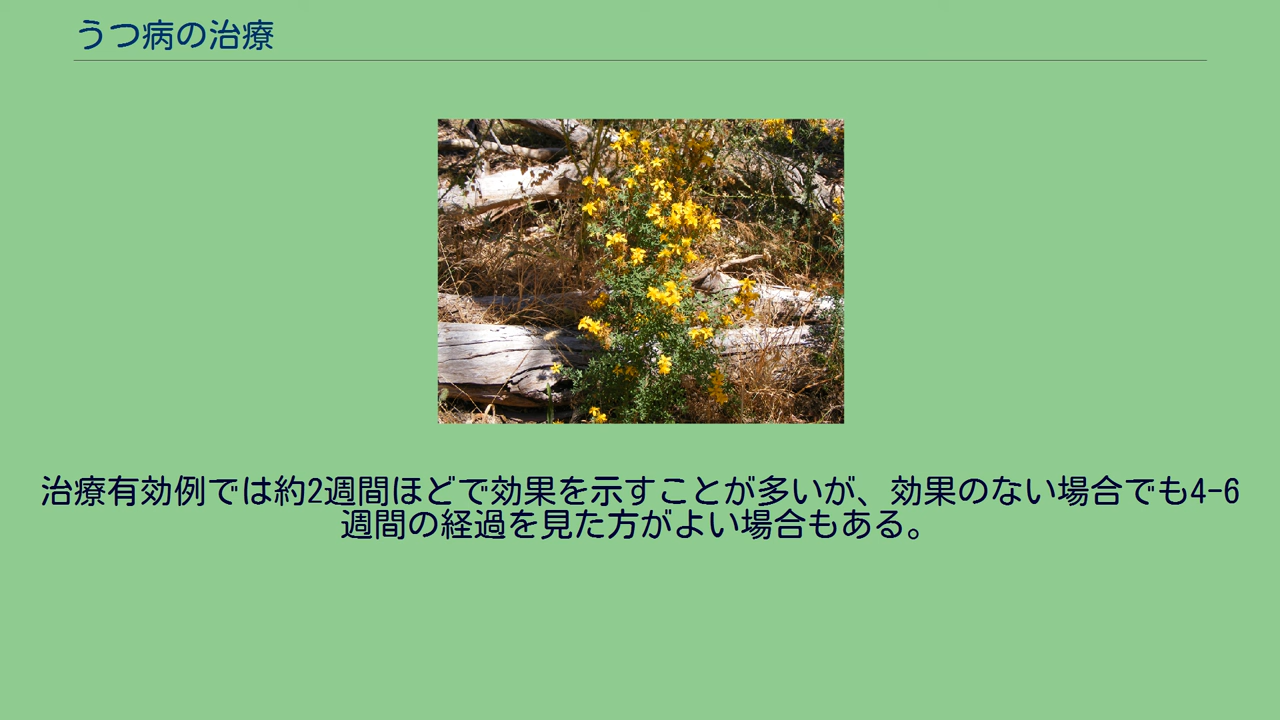 うつ病の治療
治療有効例では約2週間ほどで効果を示すことが多いが、効果のない場合でも4-6
週間の経過を見た方がよい場合もある。